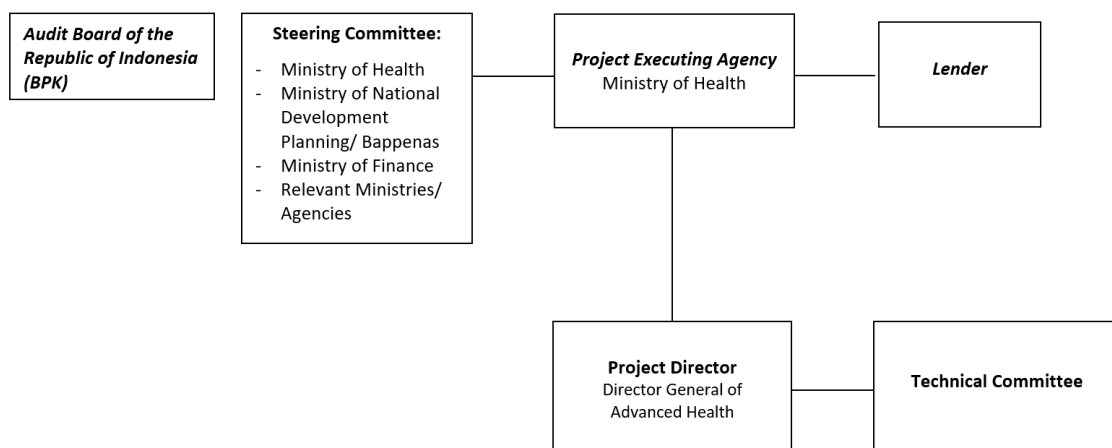 Audit Board of the
Republic of Indonesia
(BPK)
Steering Committee:
- Ministry of Health
- Ministry of National
Development
Planning/ Bappenas
- Ministry of Finance
- Relevant Ministries/
Agencies
Project Executing Agency
Ministry of Health
Lender
Project Director
Director General of
Advanced Health
Technical Committee